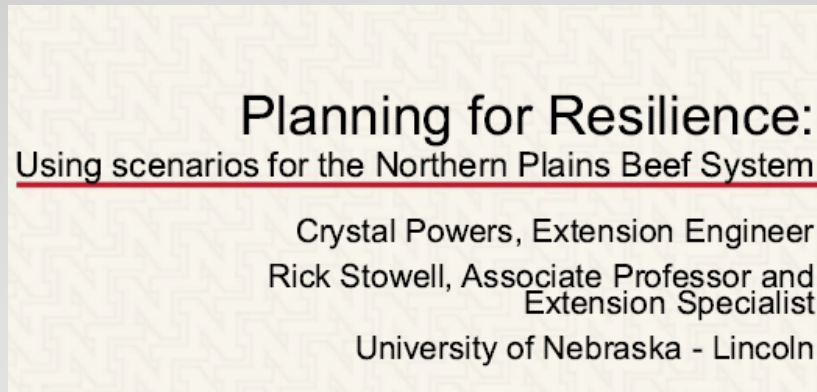 Planning for Resilience:
Using scenarios for the Northern Plains Beef System
Crystal Powers, Extension Engineer
Rick Stowell, Associate Professor and
Extension Specialist
University of Nebraska - Lincoln